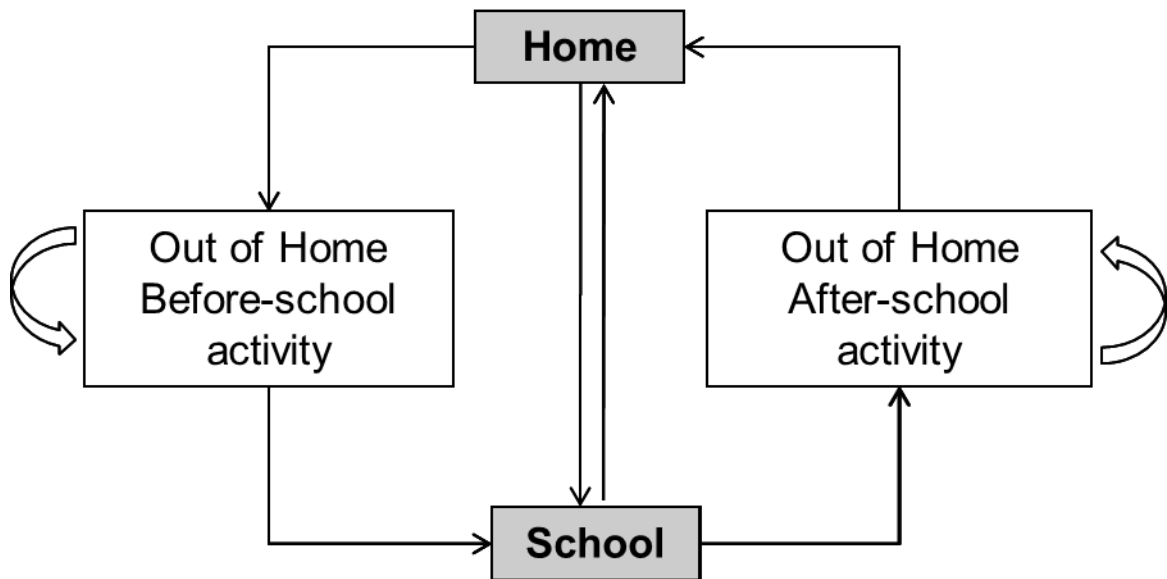 Home
Out of Home
Before-school
activity
Out of Home
After-school
activity
School